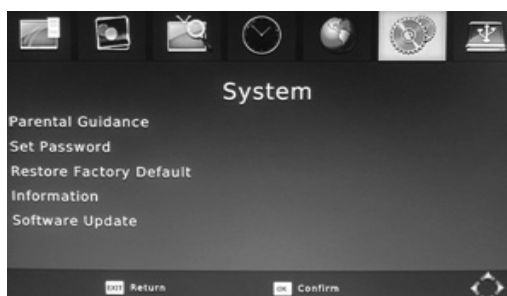 System
Parental Guidance
Set Password
Restore Factory Default
Information
Software Update
EXIT Return
OK Confirm